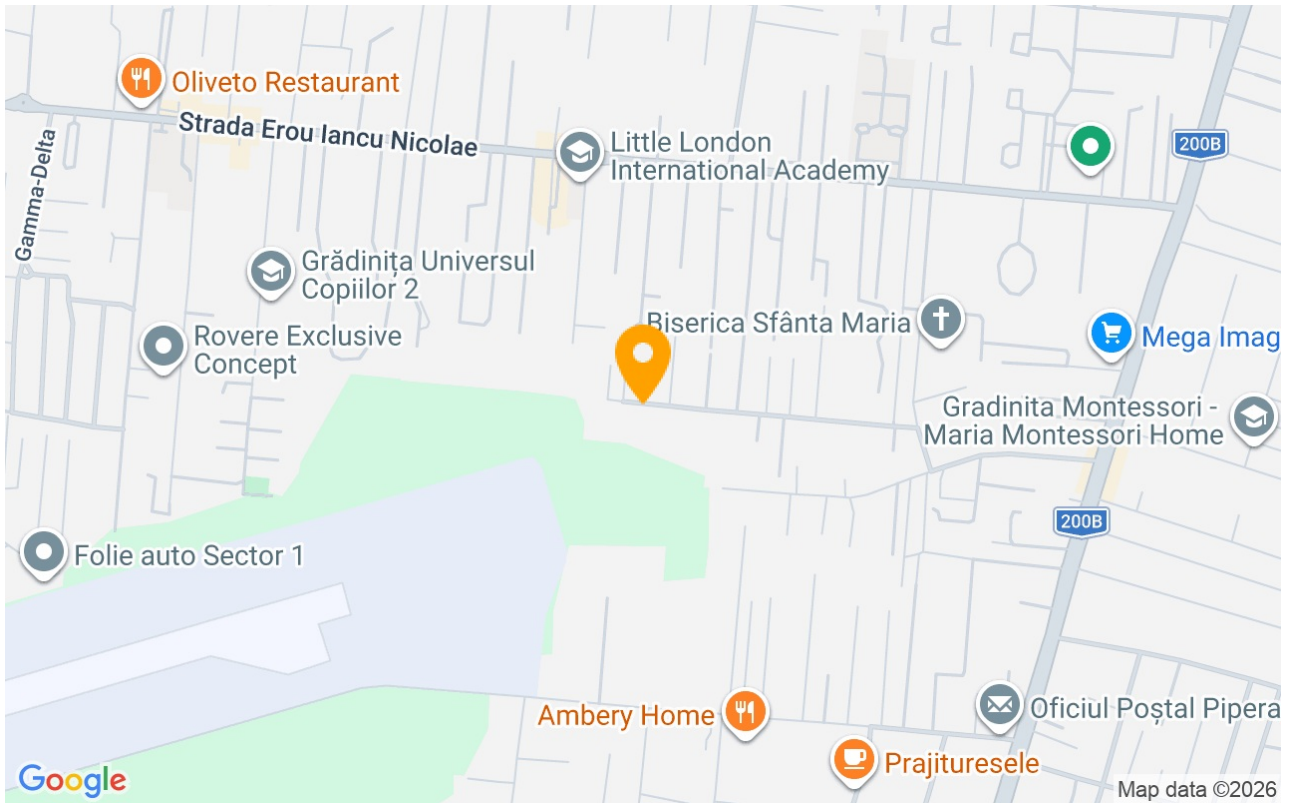 Oliveto Restaurant
Strada Erou Iancu Nicolae
Little London
International Academy
200B
Gamma-Delta
Grădinița Universul
Copiilor 2
Rovere Exclusive
Concept
Biserica Sfânta Maria
Mega Imag
Gradinita Montessori -
Maria Montessori Home
200B
Folie auto Sector 1
Ambery Home
Oficiul Poștal Pipera
Prajituresele
Google
Map data ©2026